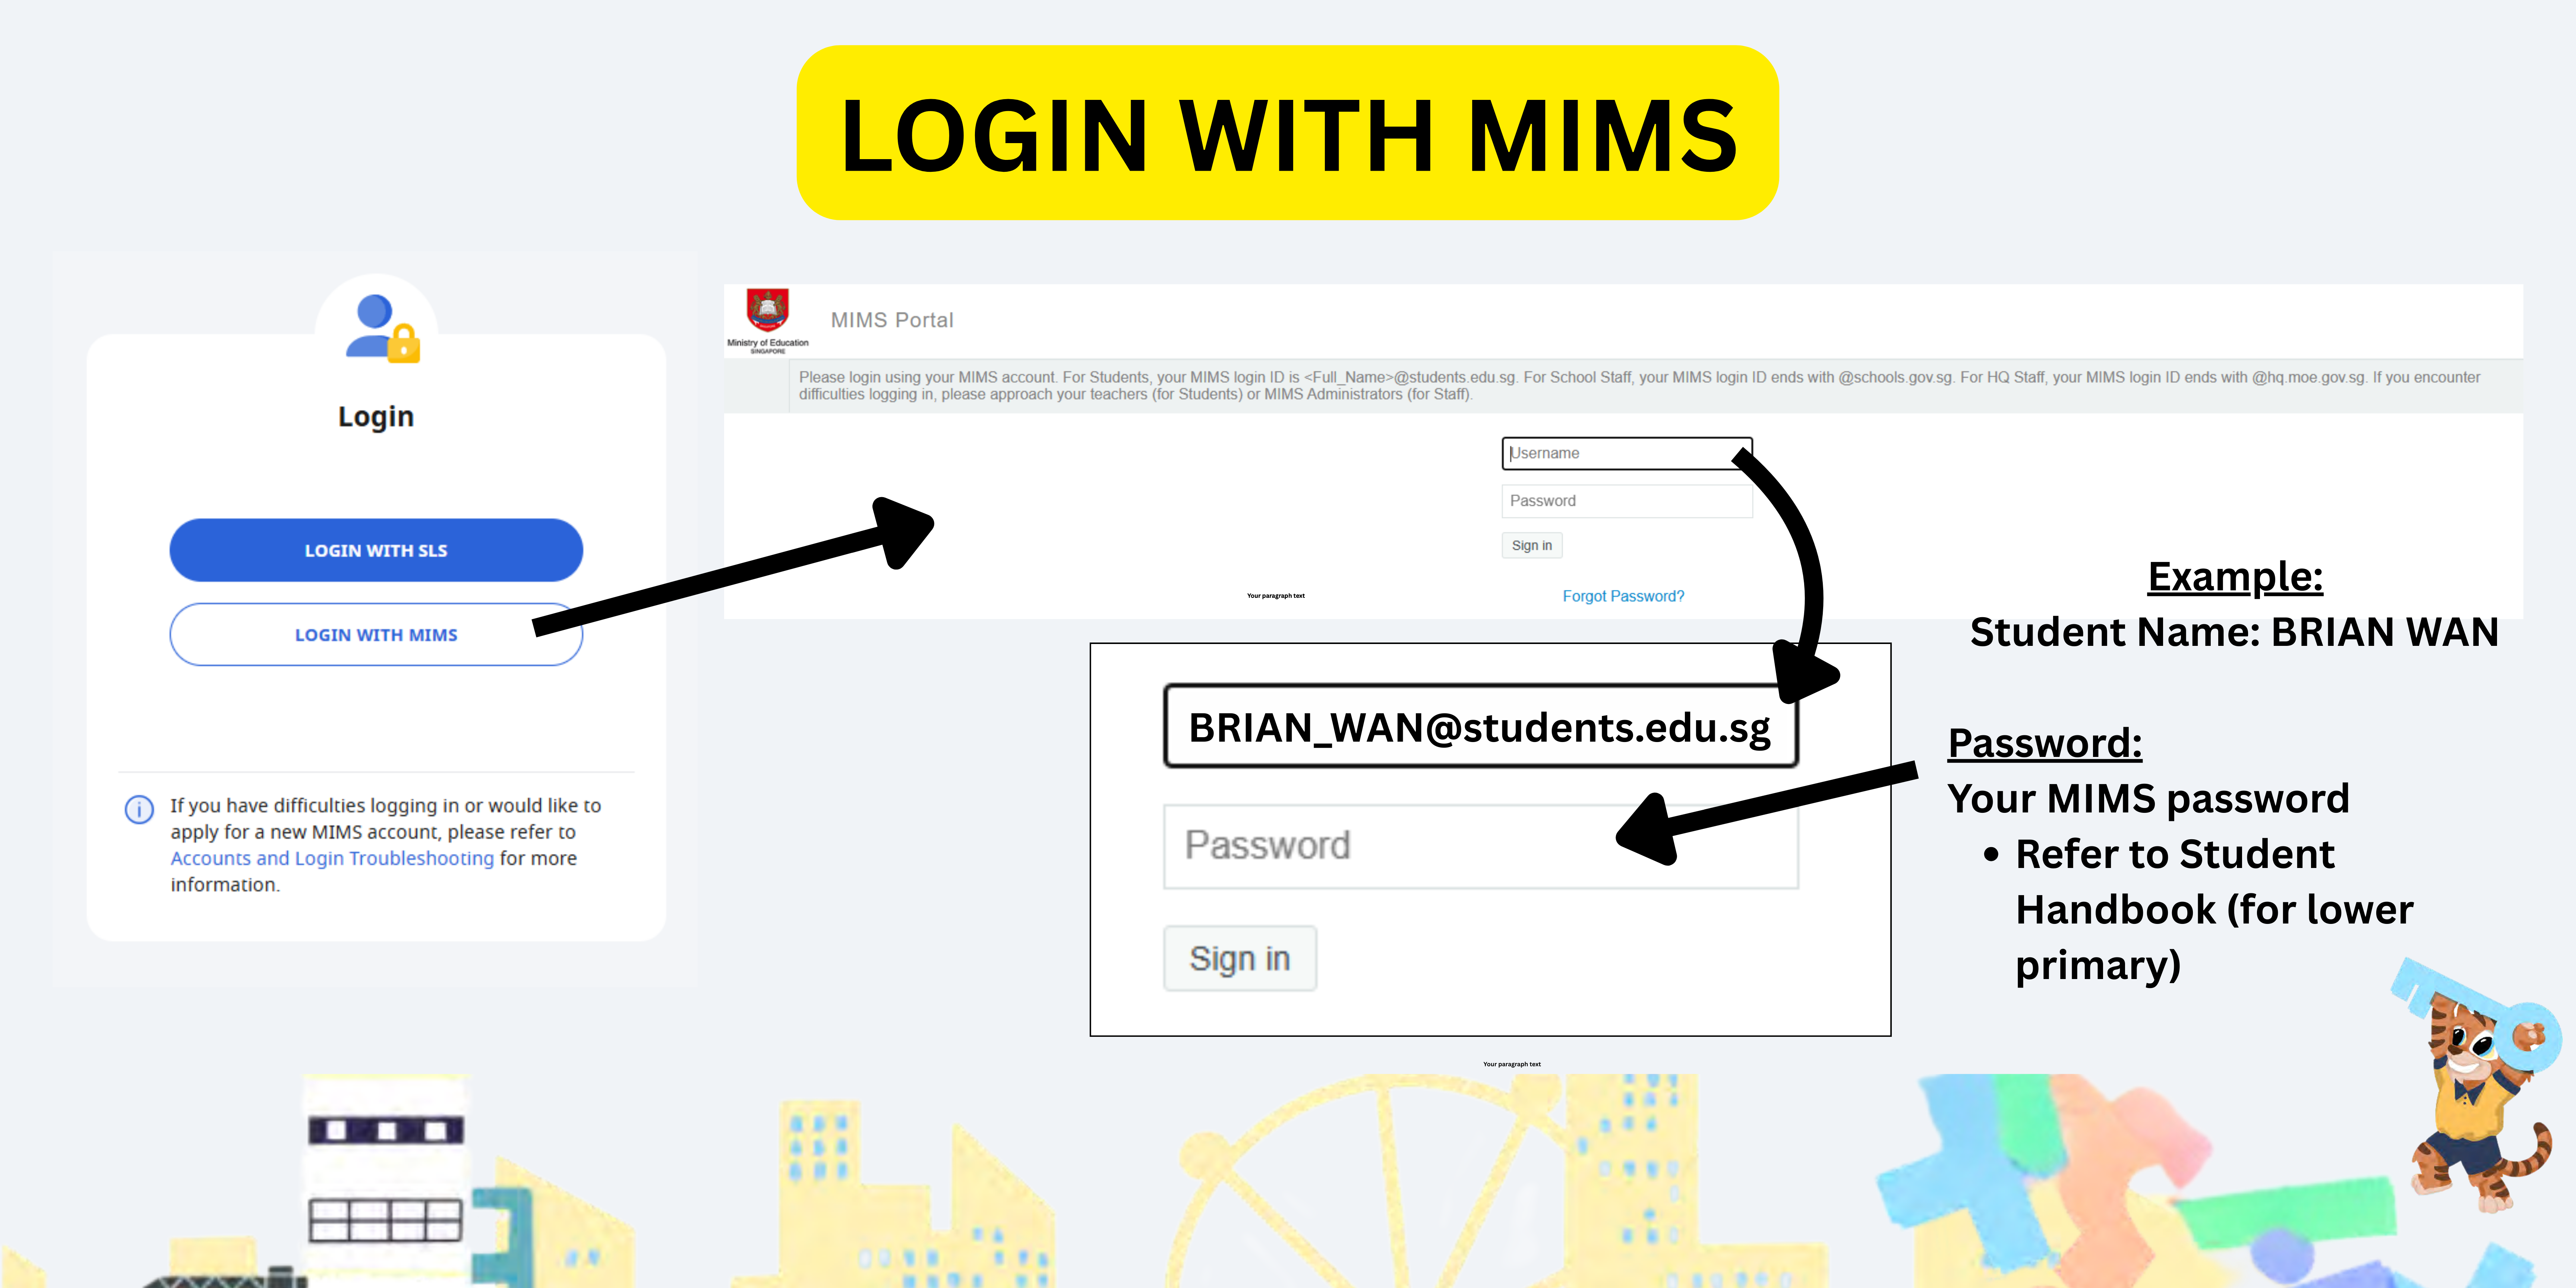 LOGIN WITH MIMS
Login
LOGIN WITH SLS
LOGIN WITH MIMS
If you have difficulties logging in or would like to
apply for a new MIMS account, please refer to
Accounts and Login Troubleshooting for more
information.
Ministry of Education
SINGAPORE
MIMS Portal
Please login using your MIMS account. For Students, your MIMS login ID is <Full_Name>@students.edu.sg. For School Staff, your MIMS login ID ends with @schools.gov.sg. For HQ Staff, your MIMS login ID ends with @hq.moe.gov.sg. If you encounter
difficulties logging in, please approach your teachers (for Students) or MIMS Administrators (for Staff).
Username
Password
Sign in
Your paragraph text
Forgot Password?
BRIAN_WAN@students.edu.sg
Password
Sign in
Your paragraph text
Example:
Student Name: BRIAN WAN
Password:
Your MIMS password
• Refer to Student
Handbook (for lower
primary)